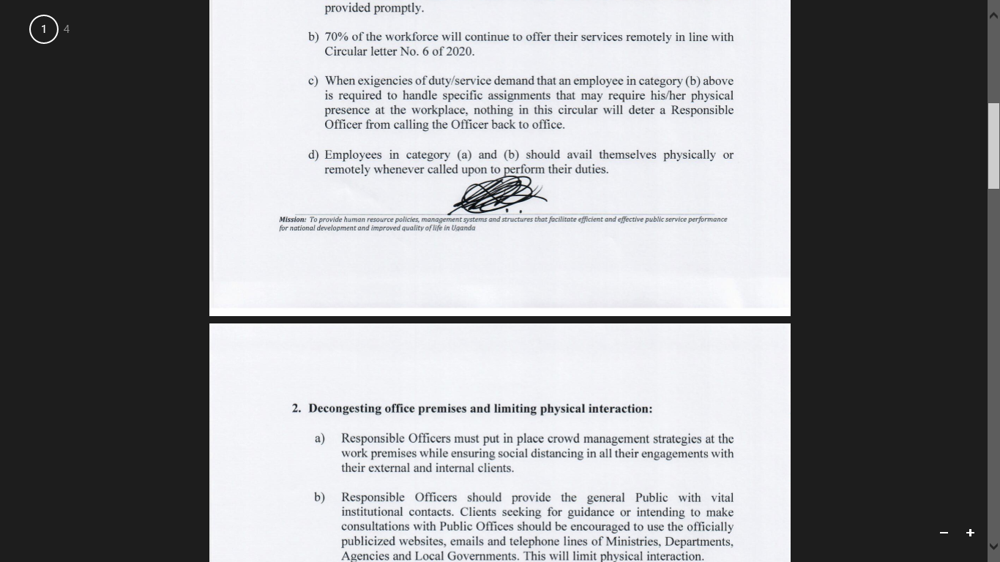 1 4
provided promptly.
b) 70% of the workforce will continue to offer their services remotely in line with
Circular letter No. 6 of 2020.
c) When exigencies of duty/service demand that an employee in category (b) above
is required to handle specific assignments that may require his/her physical
presence at the workplace, nothing in this circular will deter a Responsible
Officer from calling the Officer back to office.
d) Employees in category (a) and (b) should avail themselves physically or
remotely whenever called upon to perform their duties.
Mission: To provide human resource policies, management systems and structures that facilitate efficient and effective public service performance
for national development and improved quality of life in Uganda
2. Decongesting office premises and limiting physical interaction:
a) Responsible Officers must put in place crowd management strategies at the
work premises while ensuring social distancing in all their engagements with
their external and internal clients.
b) Responsible Officers should provide the general Public with vital
institutional contacts. Clients seeking for guidance or intending to make
consultations with Public Offices should be encouraged to use the officially
publicized websites, emails and telephone lines of Ministries, Departments,
Agencies and Local Governments. This will limit physical interaction.